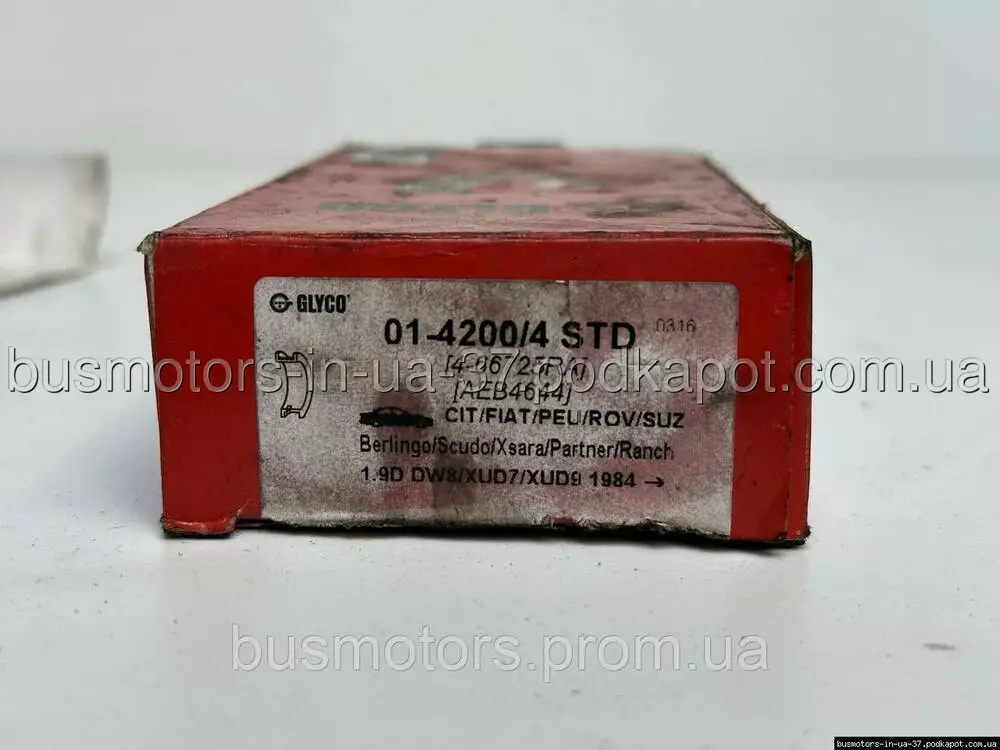 GLYCO
01-4200/4 STD
0316
[AEB4644]
CIT/FIAT/PEU/ROV/SUZ
Berlingo/Scudo/Xsara/Partner/Ranch
1.9D DW8/XUD7/XUD9 1984 →
busmotors-in-ua-37.podkapot.com.ua
busmotors.prom.ua
busmotors-in-ua-37.podkapot.com.ua